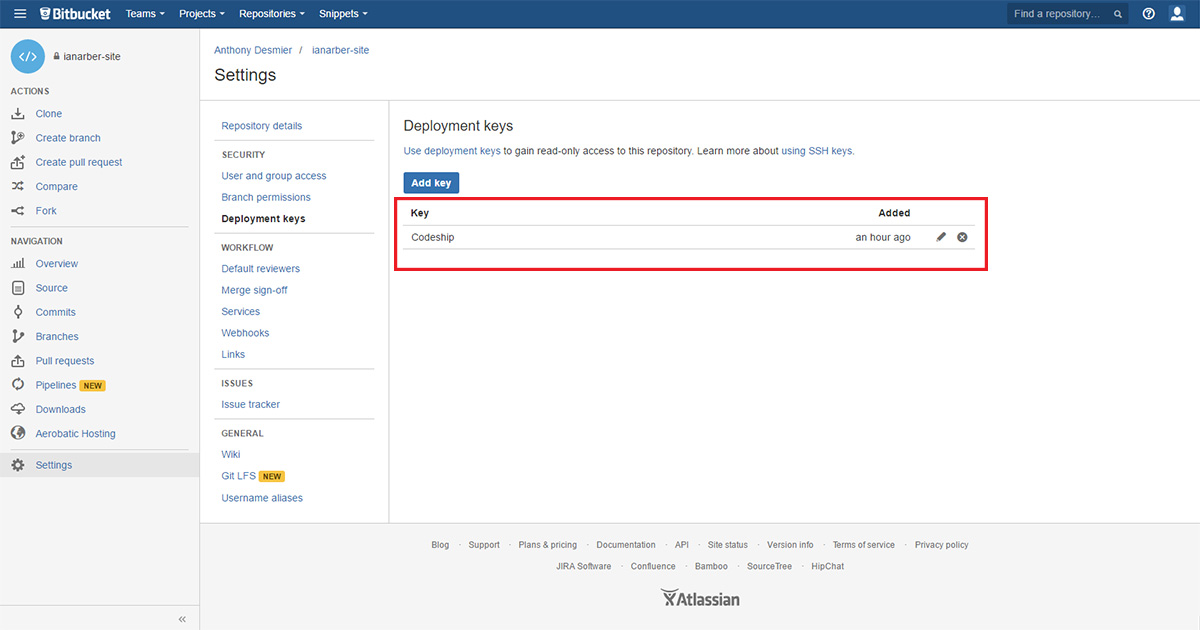 Bitbucket Teams Projects Repositories Snippets Find a repository...
ianarber-site
ACTIONS
Clone
Create branch
Create pull request
Compare
Fork
NAVIGATION
Overview
Source
Commits
Branches
Pull requests
Pipelines NEW
Downloads
Aerobatic Hosting
Settings
Anthony Desmier / ianarber-site
Settings
Repository details
SECURITY
User and group access
Branch permissions
Deployment keys
WORKFLOW
Default reviewers
Merge sign-off
Services
Webhooks
Links
ISSUES
Issue tracker
GENERAL
Wiki
Git LFS NEW
Username aliases
Deployment keys
Use deployment keys to gain read-only access to this repository. Learn more about using SSH keys.
Add key
Key Added
Codeship an hour ago
Blog · Support · Plans & pricing · Documentation · API · Site status · Version info · Terms of service · Privacy policy
JIRA Software · Confluence · Bamboo · SourceTree · HipChat
Atlassian